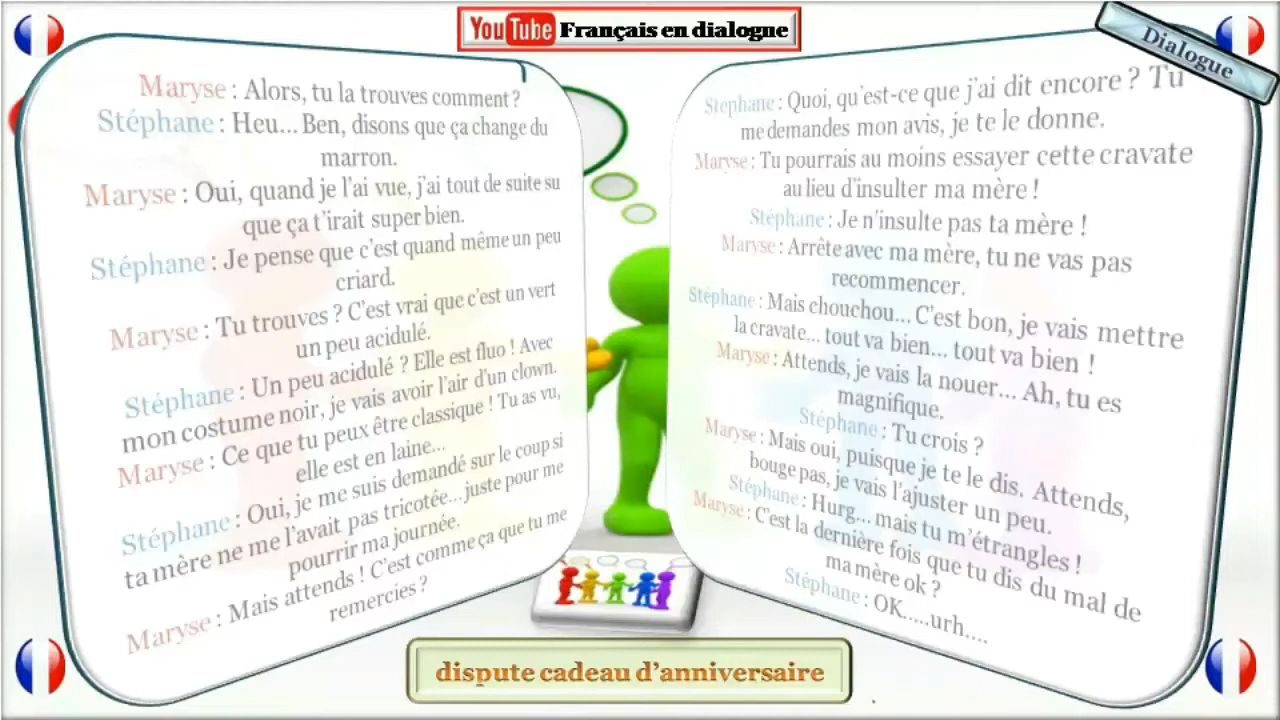 YouTube Français en dialogue
Dialogue
Maryse : Alors, tu la trouves comment ?
Stéphane : Heu... Ben, disons que ça change du
marron.
Maryse : Oui, quand je l'ai vue, j'ai tout de suite su
que ça t'irait super bien.
Stéphane : Je pense que c'est quand même un peu
criard.
Maryse : Tu trouves ? C'est vrai que c'est un vert
un peu acidulé.
Stéphane : Un peu acidulé ? Elle est fluo ! Avec
mon costume noir, je vais avoir l'air d'un clown.
Maryse : Ce que tu peux être classique ! Tu as vu,
elle est en laine...
Stéphane : Oui, je me suis demandé sur le coup si
ta mère ne me l'avait pas tricotée... juste pour me
pourrir ma journée.
Maryse : Mais attends ! C'est comme ça que tu me
remercies ?
Stéphane : Quoi, qu'est-ce que j'ai dit encore ? Tu
me demandes mon avis, je te le donne.
Maryse : Tu pourrais au moins essayer cette cravate
au lieu d'insulter ma mère !
Stéphane : Je n'insulte pas ta mère !
Maryse : Arrête avec ma mère, tu ne vas pas
recommencer.
Stéphane : Mais chouchou... C'est bon, je vais mettre
la cravate... tout va bien... tout va bien !
Maryse : Attends, je vais la nouer... Ah, tu es
magnifique.
Stéphane : Tu crois ?
Maryse : Mais oui, puisque je te le dis. Attends,
bouge pas, je vais l'ajuster un peu.
Stéphane : Hurg... mais tu m'étrangles !
Maryse : C'est la dernière fois que tu dis du mal de
ma mère ok ?
Stéphane : OK.....urh....
dispute cadeau d'anniversaire